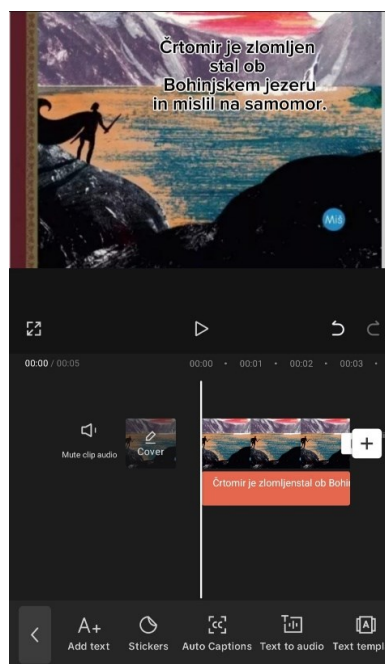 Črtomir je zlomljen
stal ob
Bohinjskem jezeru
in mislil na samomor.
Miš
00:00 / 00:05
00:00 00:01 00:02 00:03
Mute clip audio
Cover
Črtomir je zlomljenstal ob Bohi
A+
Add text Stickers Auto Captions Text to audio Text templ